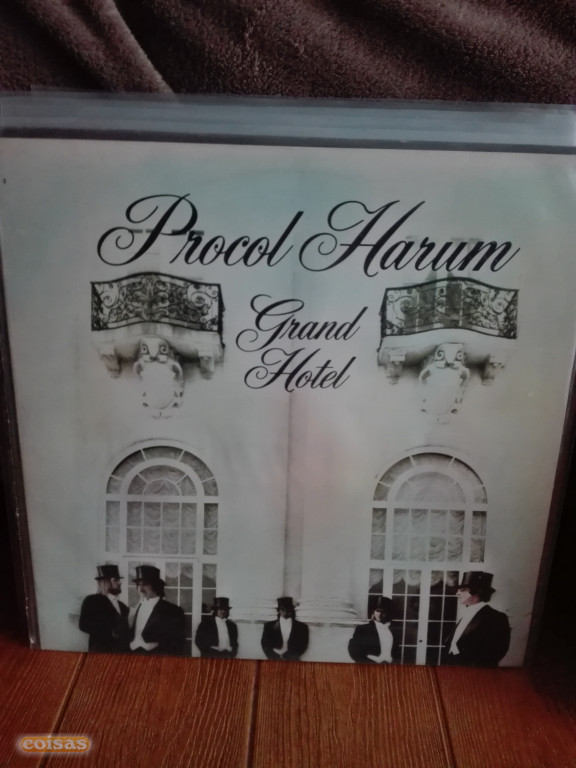 Procol Harum
Grand
Hotel
coisas